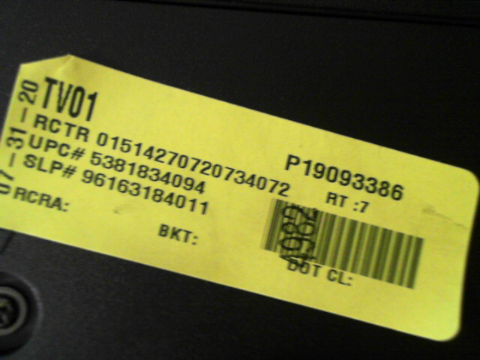 TV01
07-31-20
RCTR 01514270720734072
UPC# 5381834094
SLP# 96163184011
RCRA:
BKT:
P19093386
RT :7
4982
DOT CL: